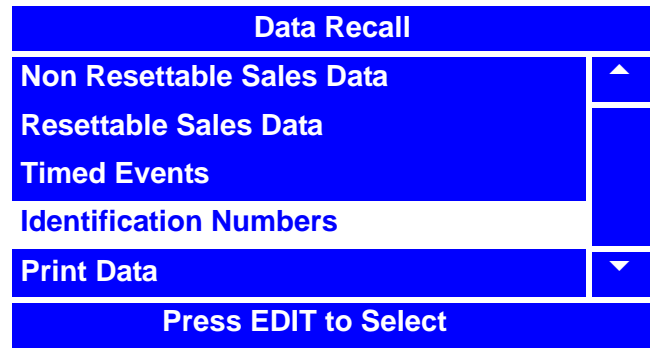 Data Recall
Non Resettable Sales Data
Resettable Sales Data
Timed Events
Identification Numbers
Print Data
Press EDIT to Select